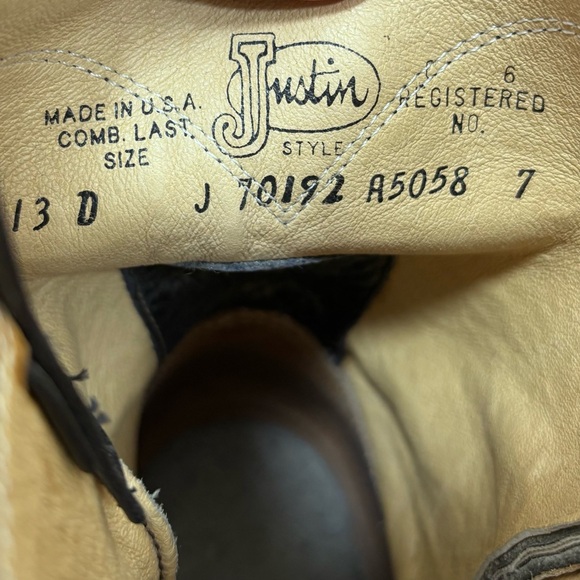 MADE IN U.S.A.
COMB. LAST.
SIZE
Justin
STYLE
6
REGISTERED
NO.
13 D J 70192 A5058 7